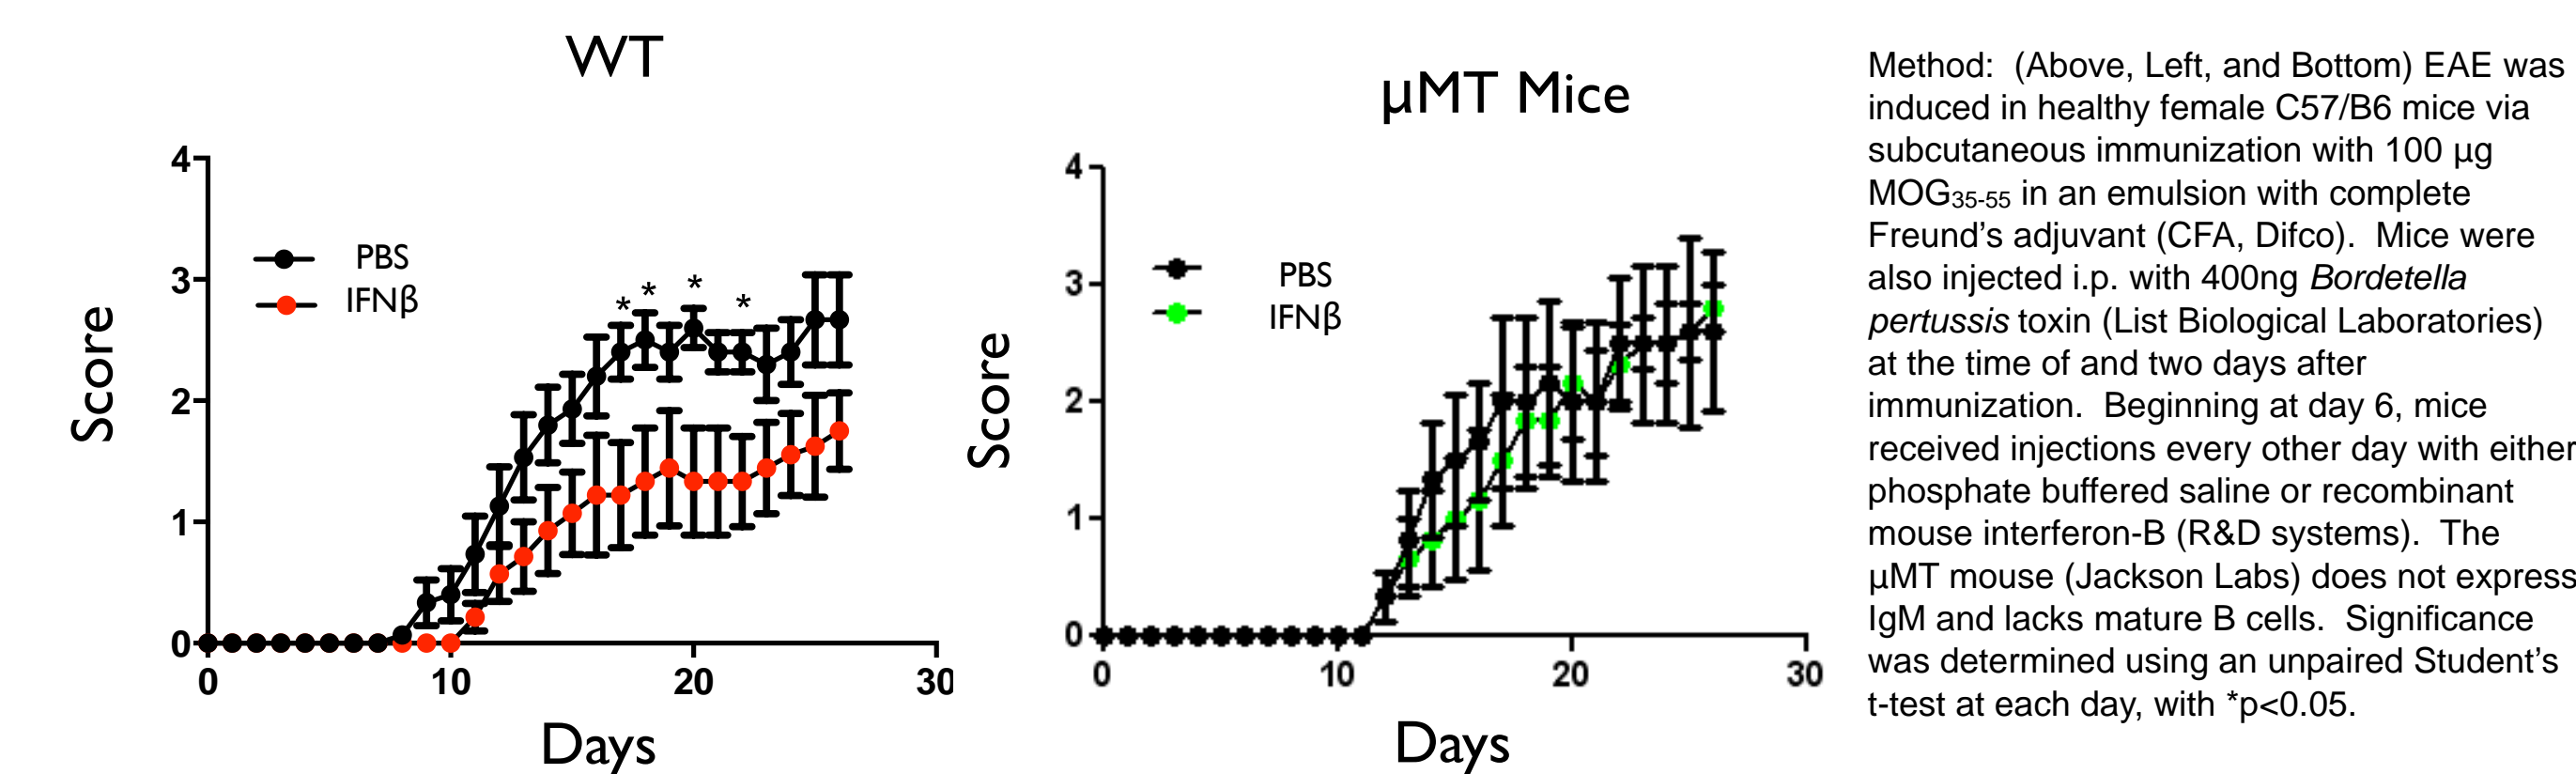 WT
4
3
2
1
0
0
10
20
30
Score
Days
PBS
IFNβ
*
*
*
*
µMT Mice
4
3
2
1
0
0
10
20
30
Score
Days
PBS
IFNβ
Method:  (Above, Left, and Bottom) EAE was
induced in healthy female C57/B6 mice via
subcutaneous immunization with 100 µg
MOG35-55 in an emulsion with complete
Freund’s adjuvant (CFA, Difco).  Mice were
also injected i.p. with 400ng Bordetella
pertussis toxin (List Biological Laboratories)
at the time of and two days after
immunization.  Beginning at day 6, mice
received injections every other day with either
phosphate buffered saline or recombinant
mouse interferon-B (R&D systems).  The
µMT mouse (Jackson Labs) does not express
IgM and lacks mature B cells.  Significance
was determined using an unpaired Student’s
t-test at each day, with *p<0.05.